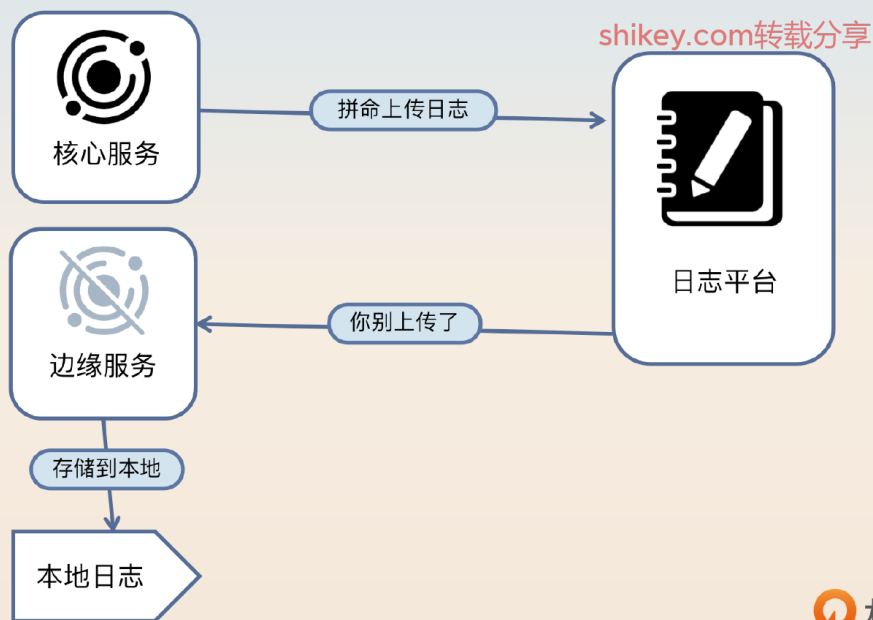 shikey.com转载分享
拼命上传日志
核心服务
日志平台
你别上传了
边缘服务
存储到本地
本地日志